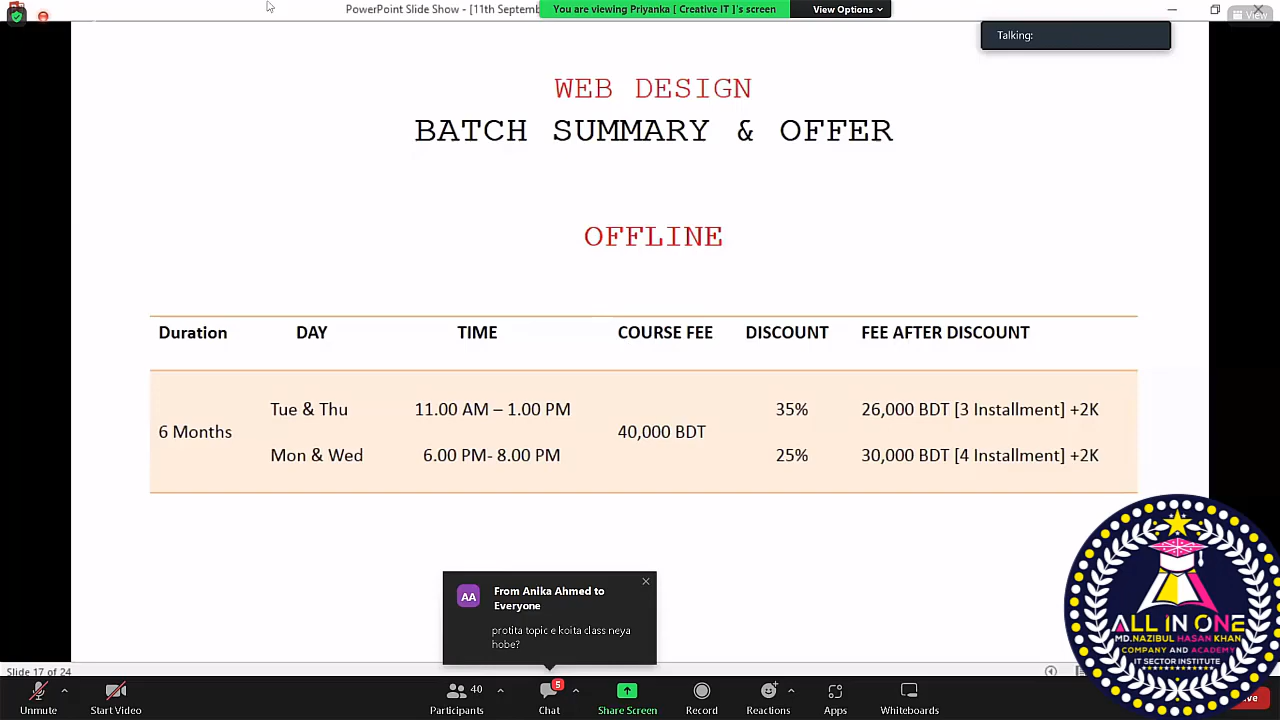 PowerPoint Slide Show - [11th Septemb
You are viewing Priyanka [ Creative IT ]'s screen
View Options
View
Talking:
WEB DESIGN
BATCH SUMMARY & OFFER
OFFLINE
Duration DAY TIME COURSE FEE DISCOUNT FEE AFTER DISCOUNT
Tue & Thu 11.00 AM – 1.00 PM 35% 26,000 BDT [3 Installment] +2K
6 Months 40,000 BDT
Mon & Wed 6.00 PM- 8.00 PM 25% 30,000 BDT [4 Installment] +2K
AA
From Anika Ahmed to
Everyone
protita topic e koita class neya
hobe?
ALL IN ONE
MD.NAZIBUL HASAN KHAN
COMPANY AND ACADEMY
IT SECTOR INSTITUTE
Slide 17 of 24
40
5
Unmute Start Video Participants Chat Share Screen Record Reactions Apps Whiteboards